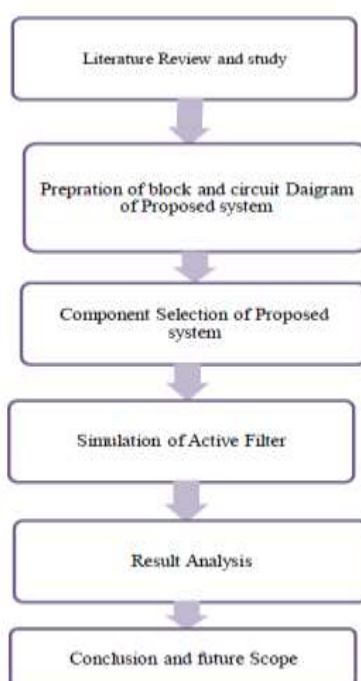 Literature Review and study
Prepration of block and circuit Daigram
of Proposed system
Component Selection of Proposed
system
Simulation of Active Filter
Result Analysis
Conclusion and future Scope